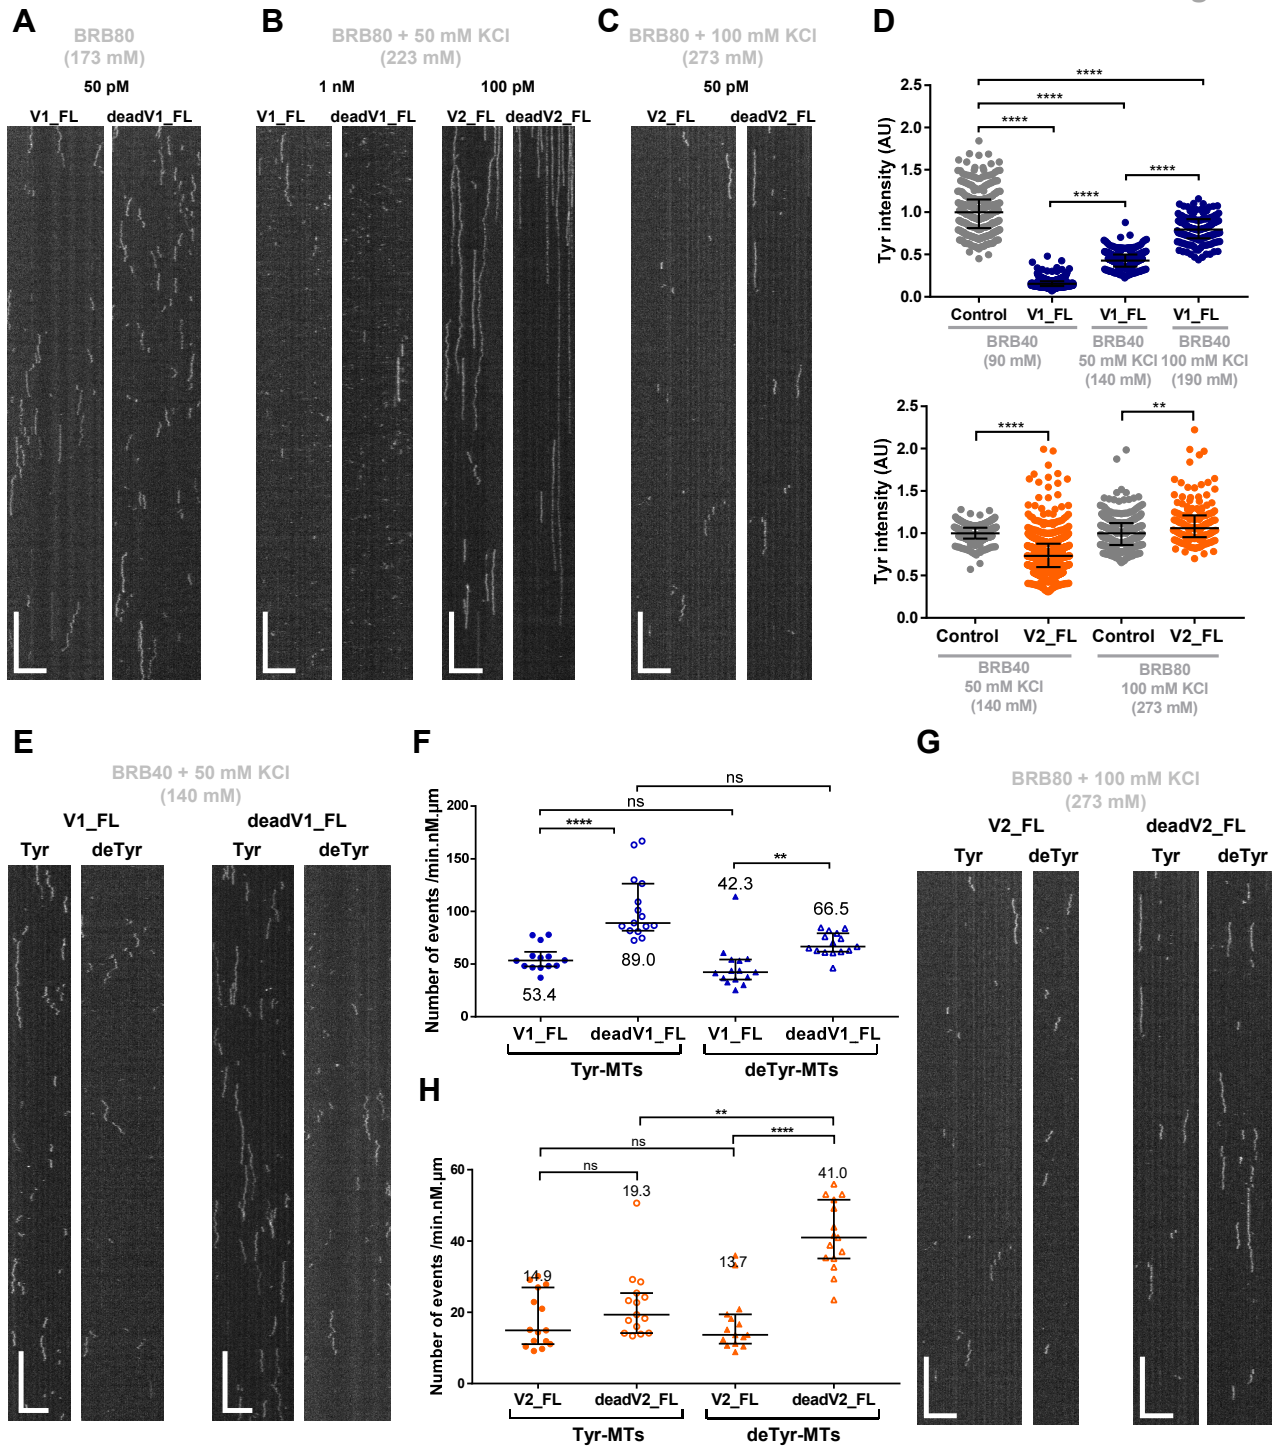 A
BRB80
(173 mM)
50 pM
V1_FL deadV1_FL
B
BRB80 + 50 mM KCl
(223 mM)
1 nM 100 pM
V1_FL deadV1_FL V2_FL deadV2_FL
C
BRB80 + 100 mM KCl
(273 mM)
50 pM
V2_FL deadV2_FL
D
Tyr intensity (AU)
2.5
2.0
1.5
1.0
0.5
0.0
****
****
****
****
****
Control V1_FL V1_FL V1_FL
BRB40
(90 mM)
BRB40
50 mM KCl
(140 mM)
BRB40
100 mM KCl
(190 mM)
Tyr intensity (AU)
2.5
2.0
1.5
1.0
0.5
0.0
****
**
Control V2_FL Control V2_FL
BRB40
50 mM KCl
(140 mM)
BRB80
100 mM KCl
(273 mM)
E
BRB40 + 50 mM KCl
(140 mM)
V1_FL deadV1_FL
Tyr deTyr Tyr deTyr
F
Number of events /min.nM.µm
200
150
100
50
0
ns
ns
****
**
53.4
89.0
42.3
66.5
V1_FL deadV1_FL V1_FL deadV1_FL
Tyr-MTs deTyr-MTs
G
BRB80 + 100 mM KCl
(273 mM)
V2_FL deadV2_FL
Tyr deTyr Tyr deTyr
H
Number of events /min.nM.µm
60
40
20
0
**
****
ns
ns
14.9
19.3
13.7
41.0
V2_FL deadV2_FL V2_FL deadV2_FL
Tyr-MTs deTyr-MTs